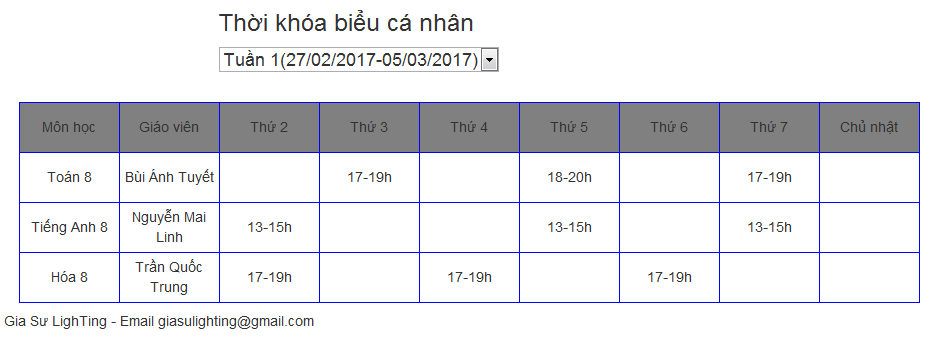 Thời khóa biểu cá nhân
Tuần 1(27/02/2017-05/03/2017)
Môn học Giáo viên Thứ 2 Thứ 3 Thứ 4 Thứ 5 Thứ 6 Thứ 7 Chủ nhật
Toán 8 Bùi Ánh Tuyết 17-19h 18-20h 17-19h
Tiếng Anh 8 Nguyễn Mai Linh 13-15h 13-15h 13-15h
Hóa 8 Trần Quốc Trung 17-19h 17-19h 17-19h
Gia Sư LighTing - Email giasulighting@gmail.com